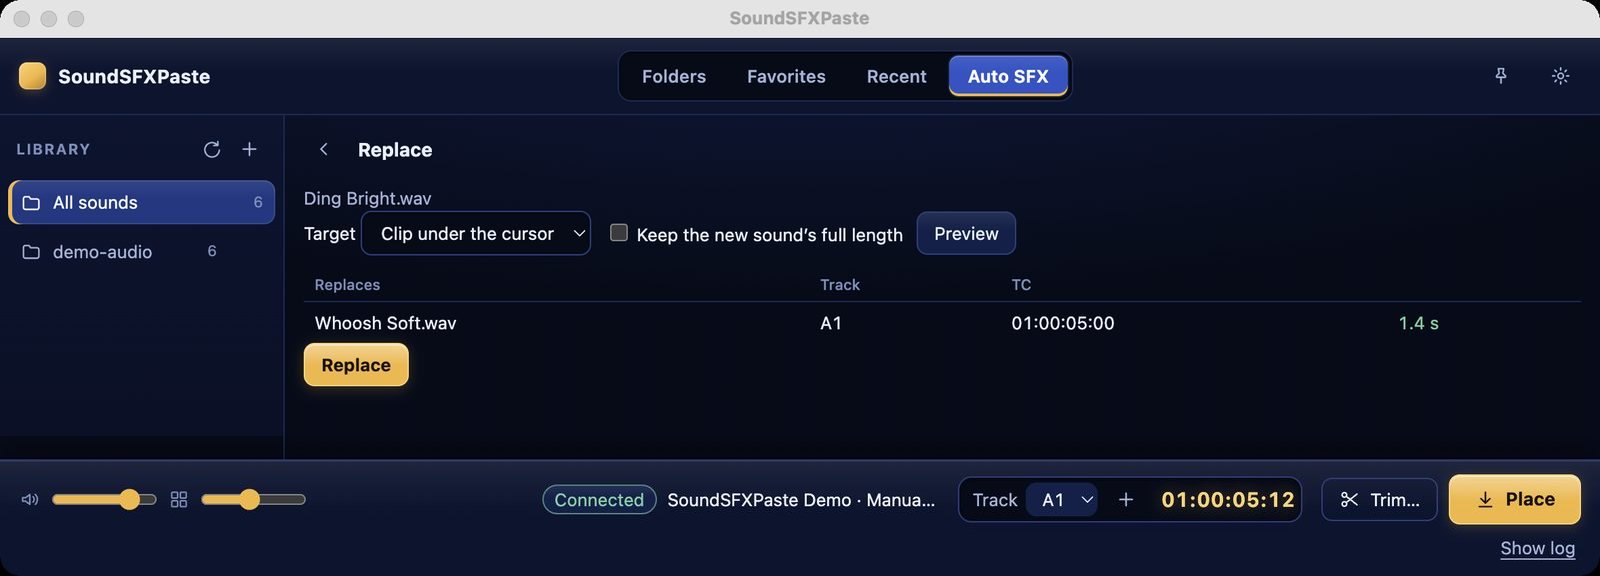 SoundSFXPaste
SoundSFXPaste
Folders Favorites Recent Auto SFX
LIBRARY
All sounds 6
demo-audio 6
Replace
Ding Bright.wav
Target Clip under the cursor Keep the new sound’s full length Preview
Replaces Track TC
Whoosh Soft.wav A1 01:00:05:00 1.4 s
Replace
Connected SoundSFXPaste Demo · Manua... Track A1 01:00:05:12 Trim... Place
Show log